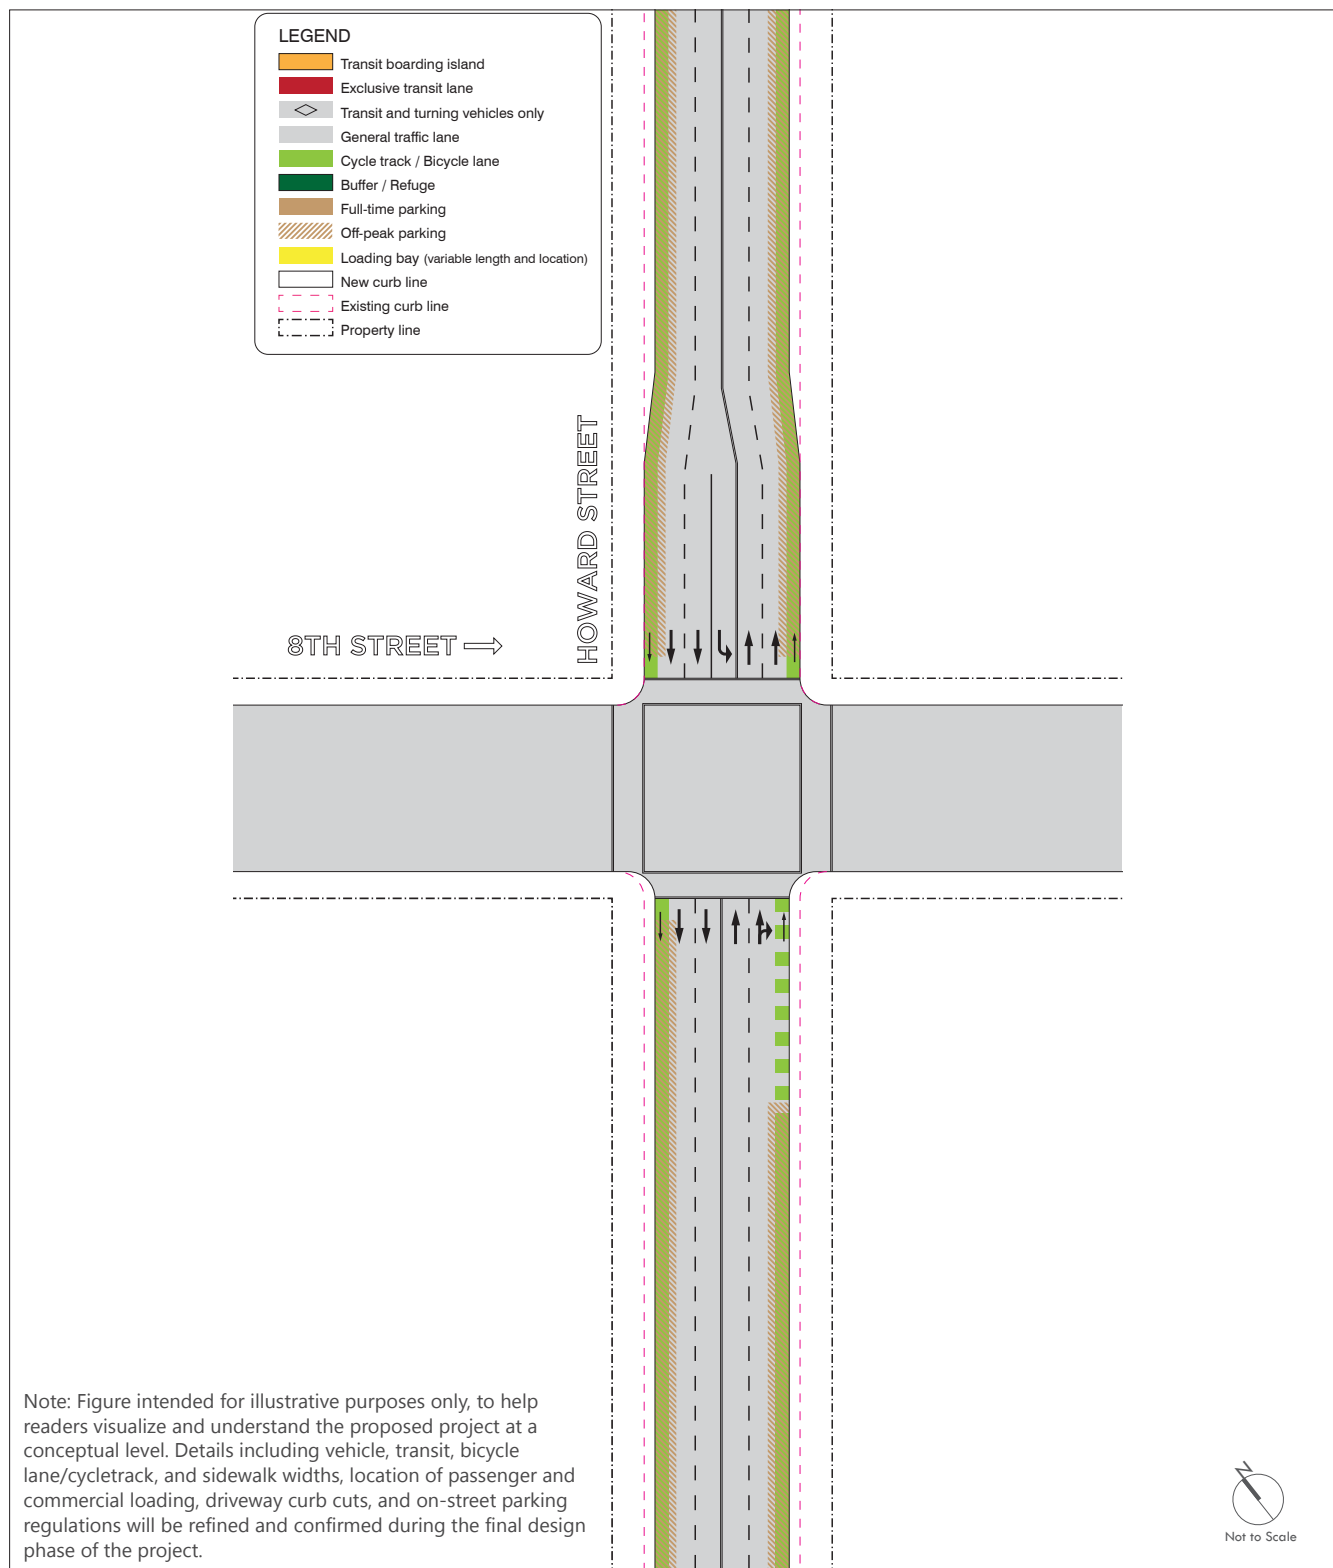 LEGEND
Transit boarding island
Exclusive transit lane
Transit and turning vehicles only
General traffic lane
Cycle track / Bicycle lane
Buffer / Refuge
Full-time parking
Off-peak parking
Loading bay (variable length and location)
New curb line
Existing curb line
Property line
HOWARD STREET
8TH STREET
Note: Figure intended for illustrative purposes only, to help
readers visualize and understand the proposed project at a
conceptual level. Details including vehicle, transit, bicycle
lane/cycletrack, and sidewalk widths, location of passenger and
commercial loading, driveway curb cuts, and on-street parking
regulations will be refined and confirmed during the final design
phase of the project.
N
Not to Scale